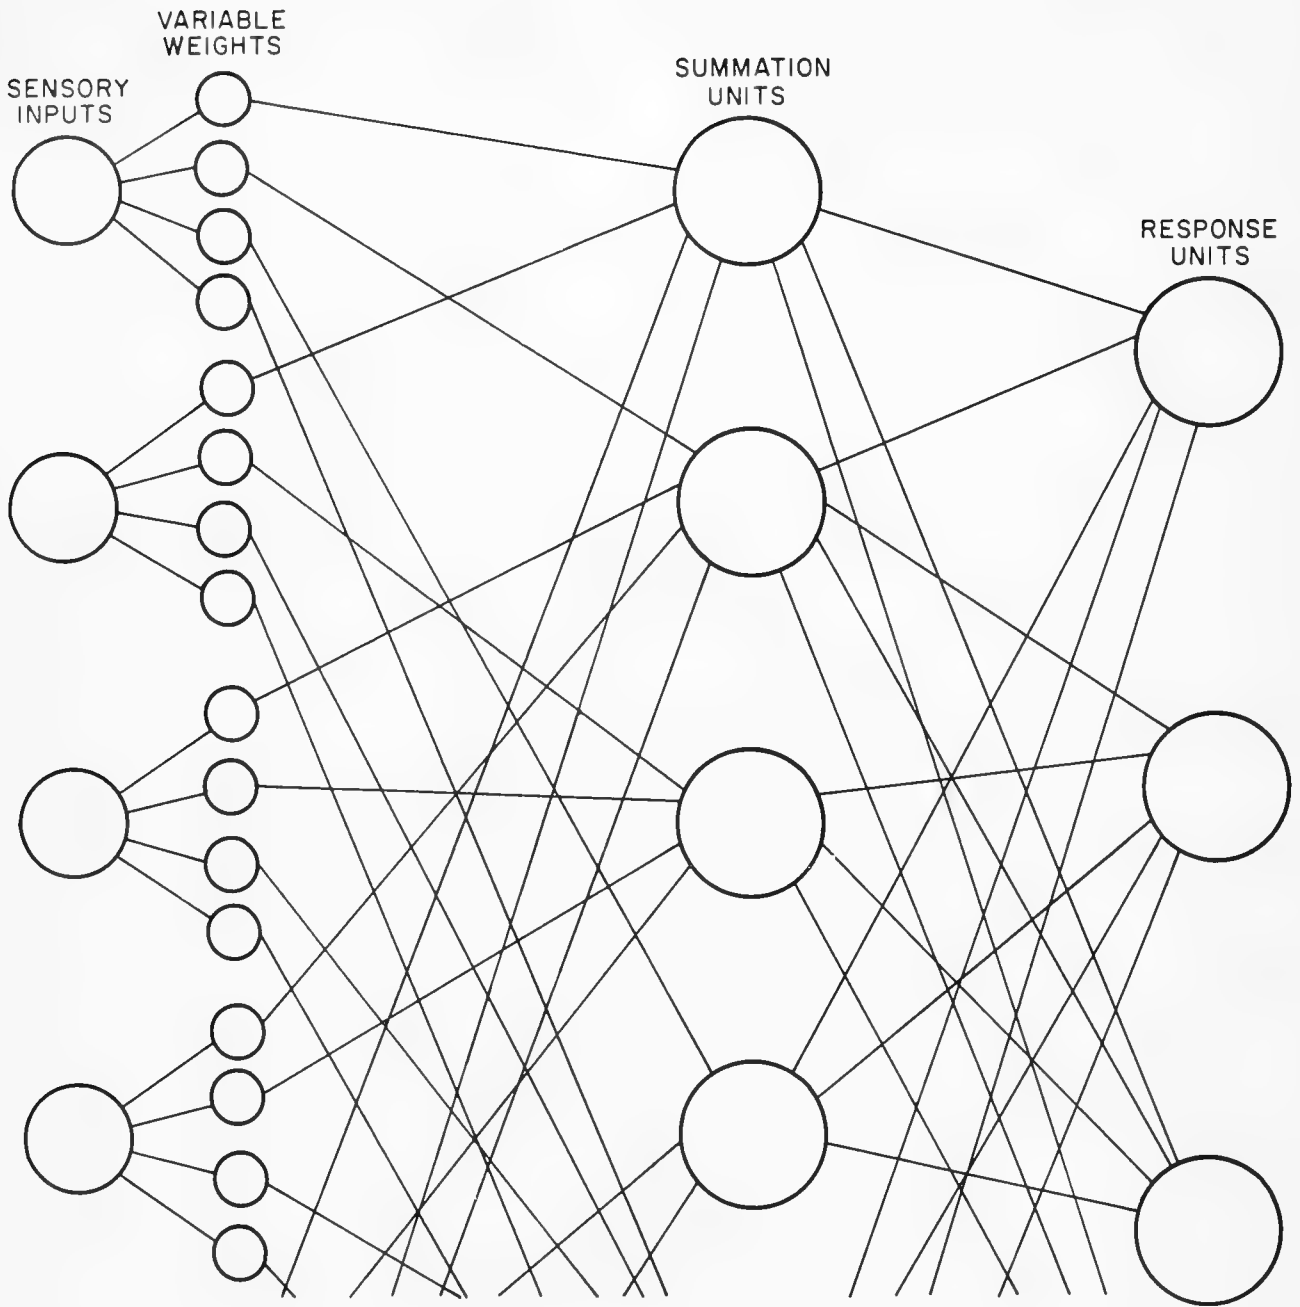 VARIABLE
WEIGHTS
SENSORY
INPUTS
SUMMATION
UNITS
RESPONSE
UNITS